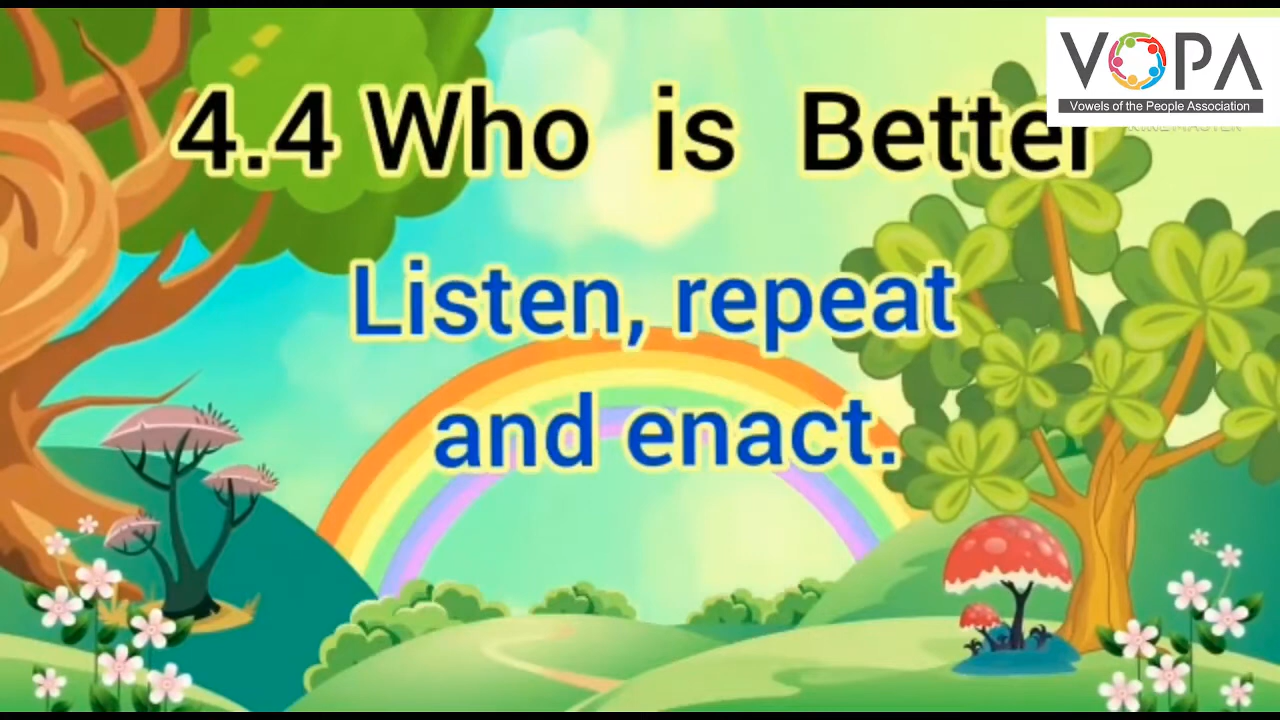 VOPA
Vowels of the People Association
4.4 Who is Better
Listen, repeat
and enact.